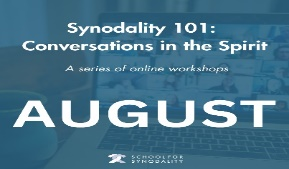 Synodality 101:
Conversations in the Spirit
A series of online workshops
AUGUST
SCHOOL FOR
SYNODALITY